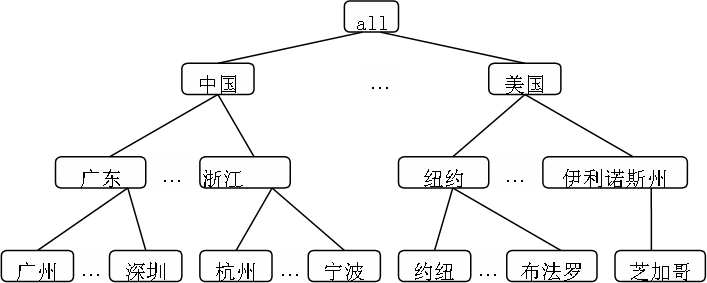 all
中国 … 美国
广东 … 浙江 纽约 … 伊利诺斯州
广州 … 深圳 杭州 … 宁波 约纽 … 布法罗 芝加哥